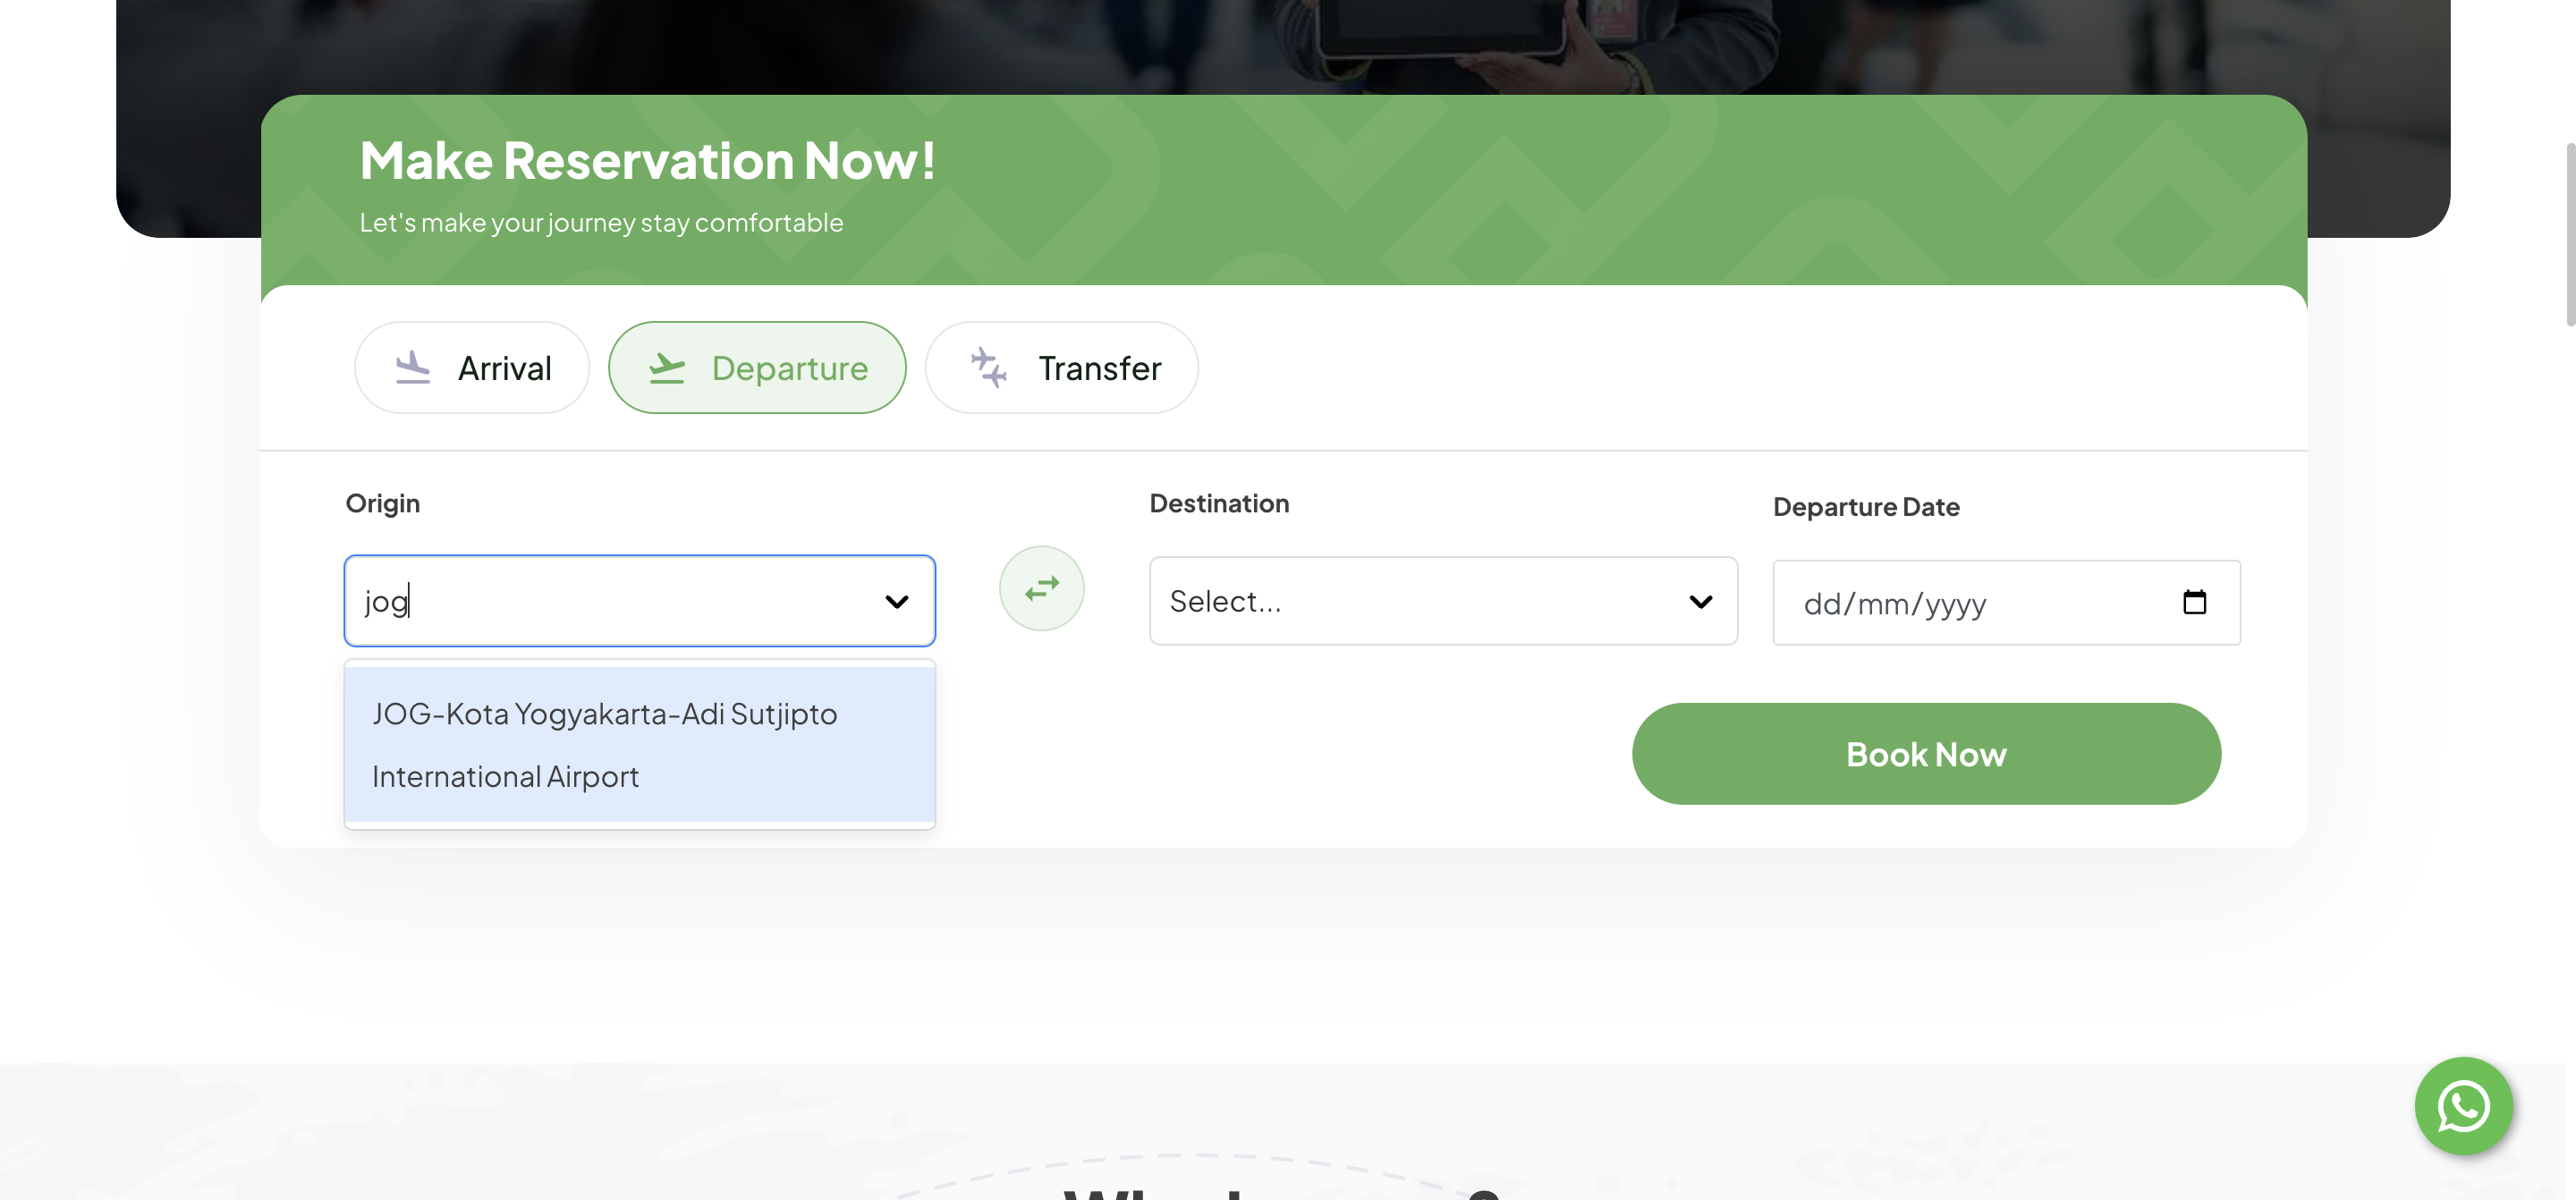 Make Reservation Now!
Let's make your journey stay comfortable
Arrival
Departure
Transfer
Origin
Destination
Departure Date
jog
Select...
dd/mm/yyyy
JOG-Kota Yogyakarta-Adi Sutjipto
International Airport
Book Now